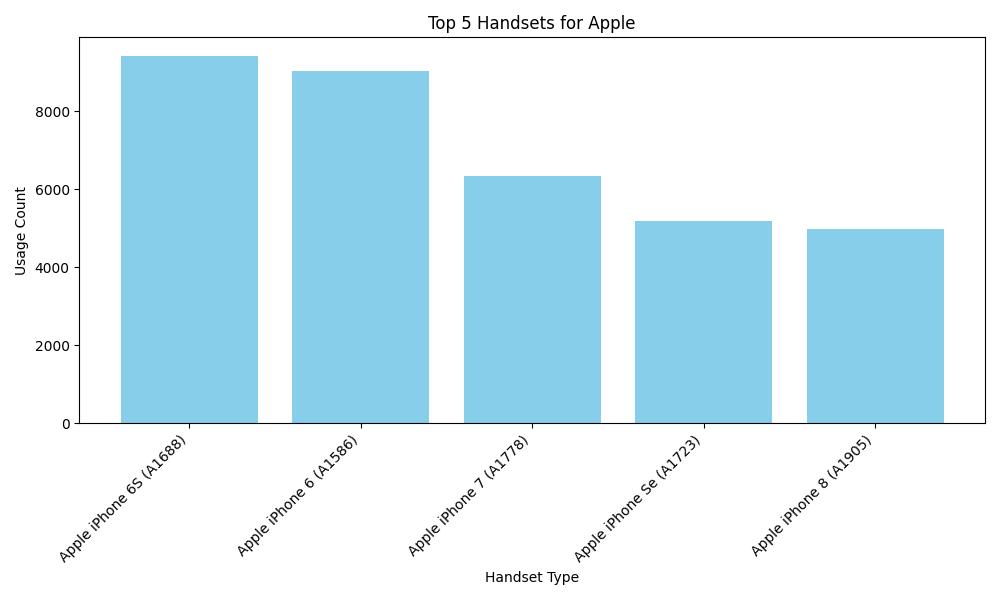 Top 5 Handsets for Apple
Usage Count
8000
6000
4000
2000
0
Apple iPhone 6S (A1688)
Apple iPhone 6 (A1586)
Apple iPhone 7 (A1778)
Apple iPhone Se (A1723)
Apple iPhone 8 (A1905)
Handset Type